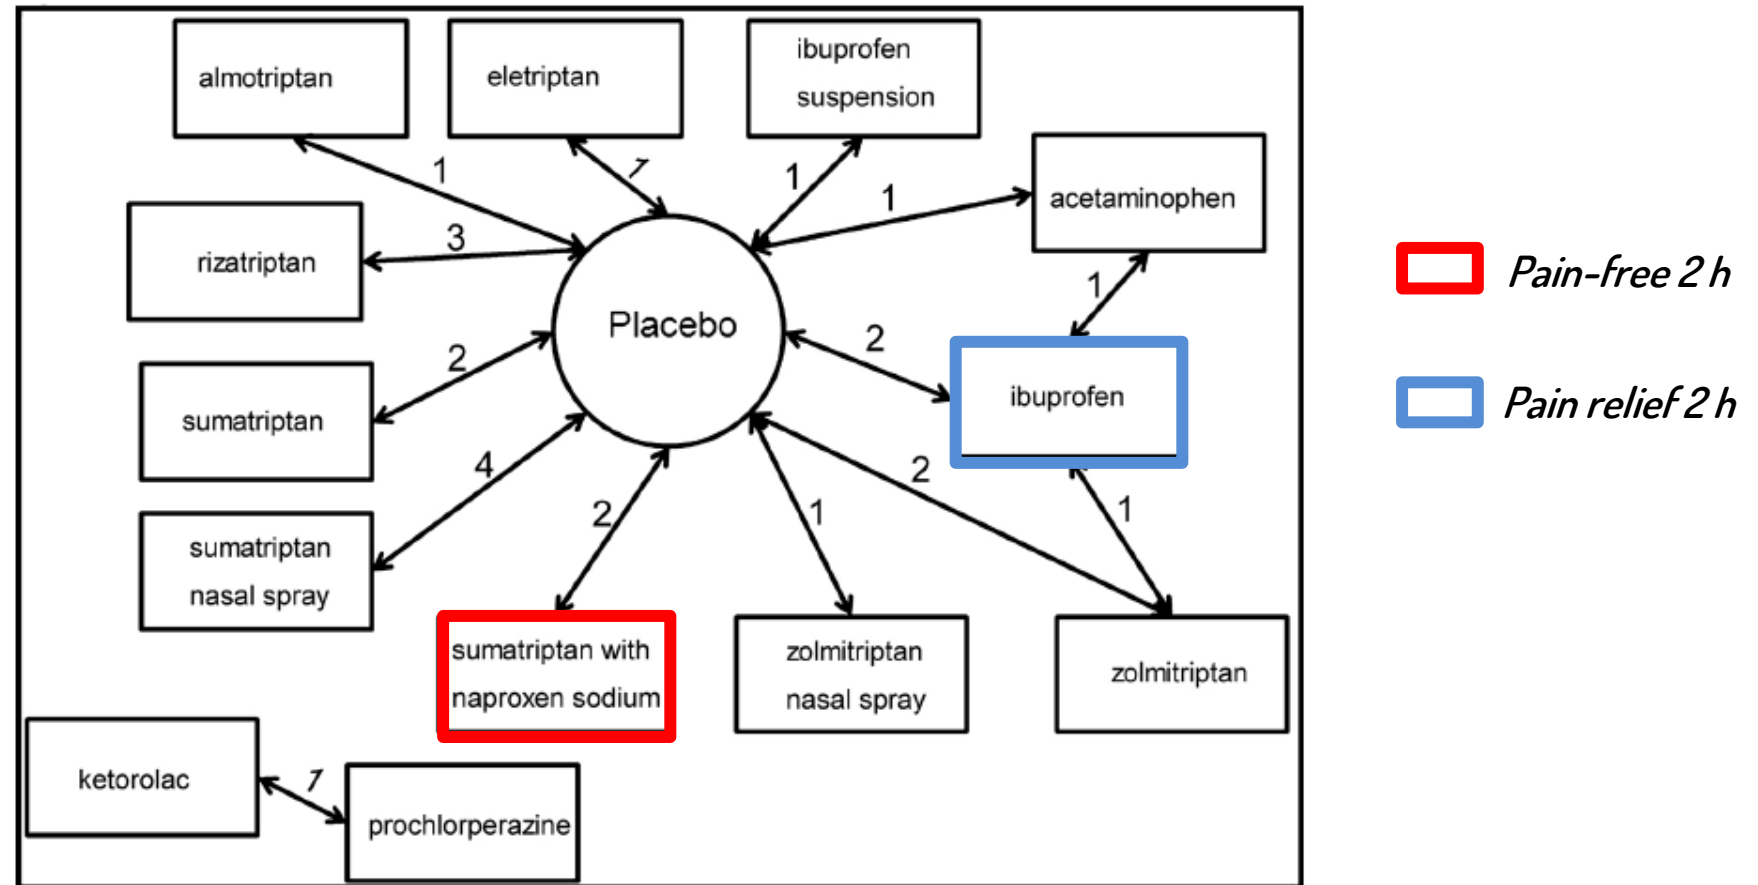 almotriptan
eletriptan
ibuprofen
suspension
acetaminophen
1
1
1
1
rizatriptan
3
Placebo
1
sumatriptan
2
2
ibuprofen
sumatriptan
nasal spray
4
2
1
2
1
sumatriptan with
naproxen sodium
zolmitriptan
nasal spray
zolmitriptan
ketorolac
1
prochlorperazine
Pain-free 2 h
Pain relief 2 h